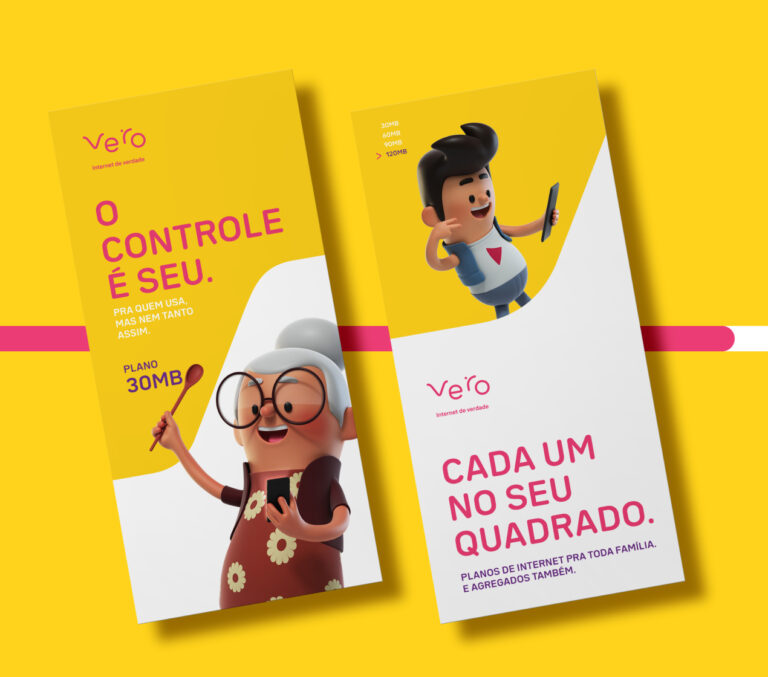 Vero
Internet de verdade
O
CONTROLE
É SEU.
PRA QUEM USA,
MAS NEM TANTO
ASSIM.
PLANO
30MB
30MB
60MB
90MB
> 120MB
Vero
Internet de verdade
CADA UM
NO SEU
QUADRADO.
PLANOS DE INTERNET PRA TODA FAMÍLIA.
E AGREGADOS TAMBÉM.